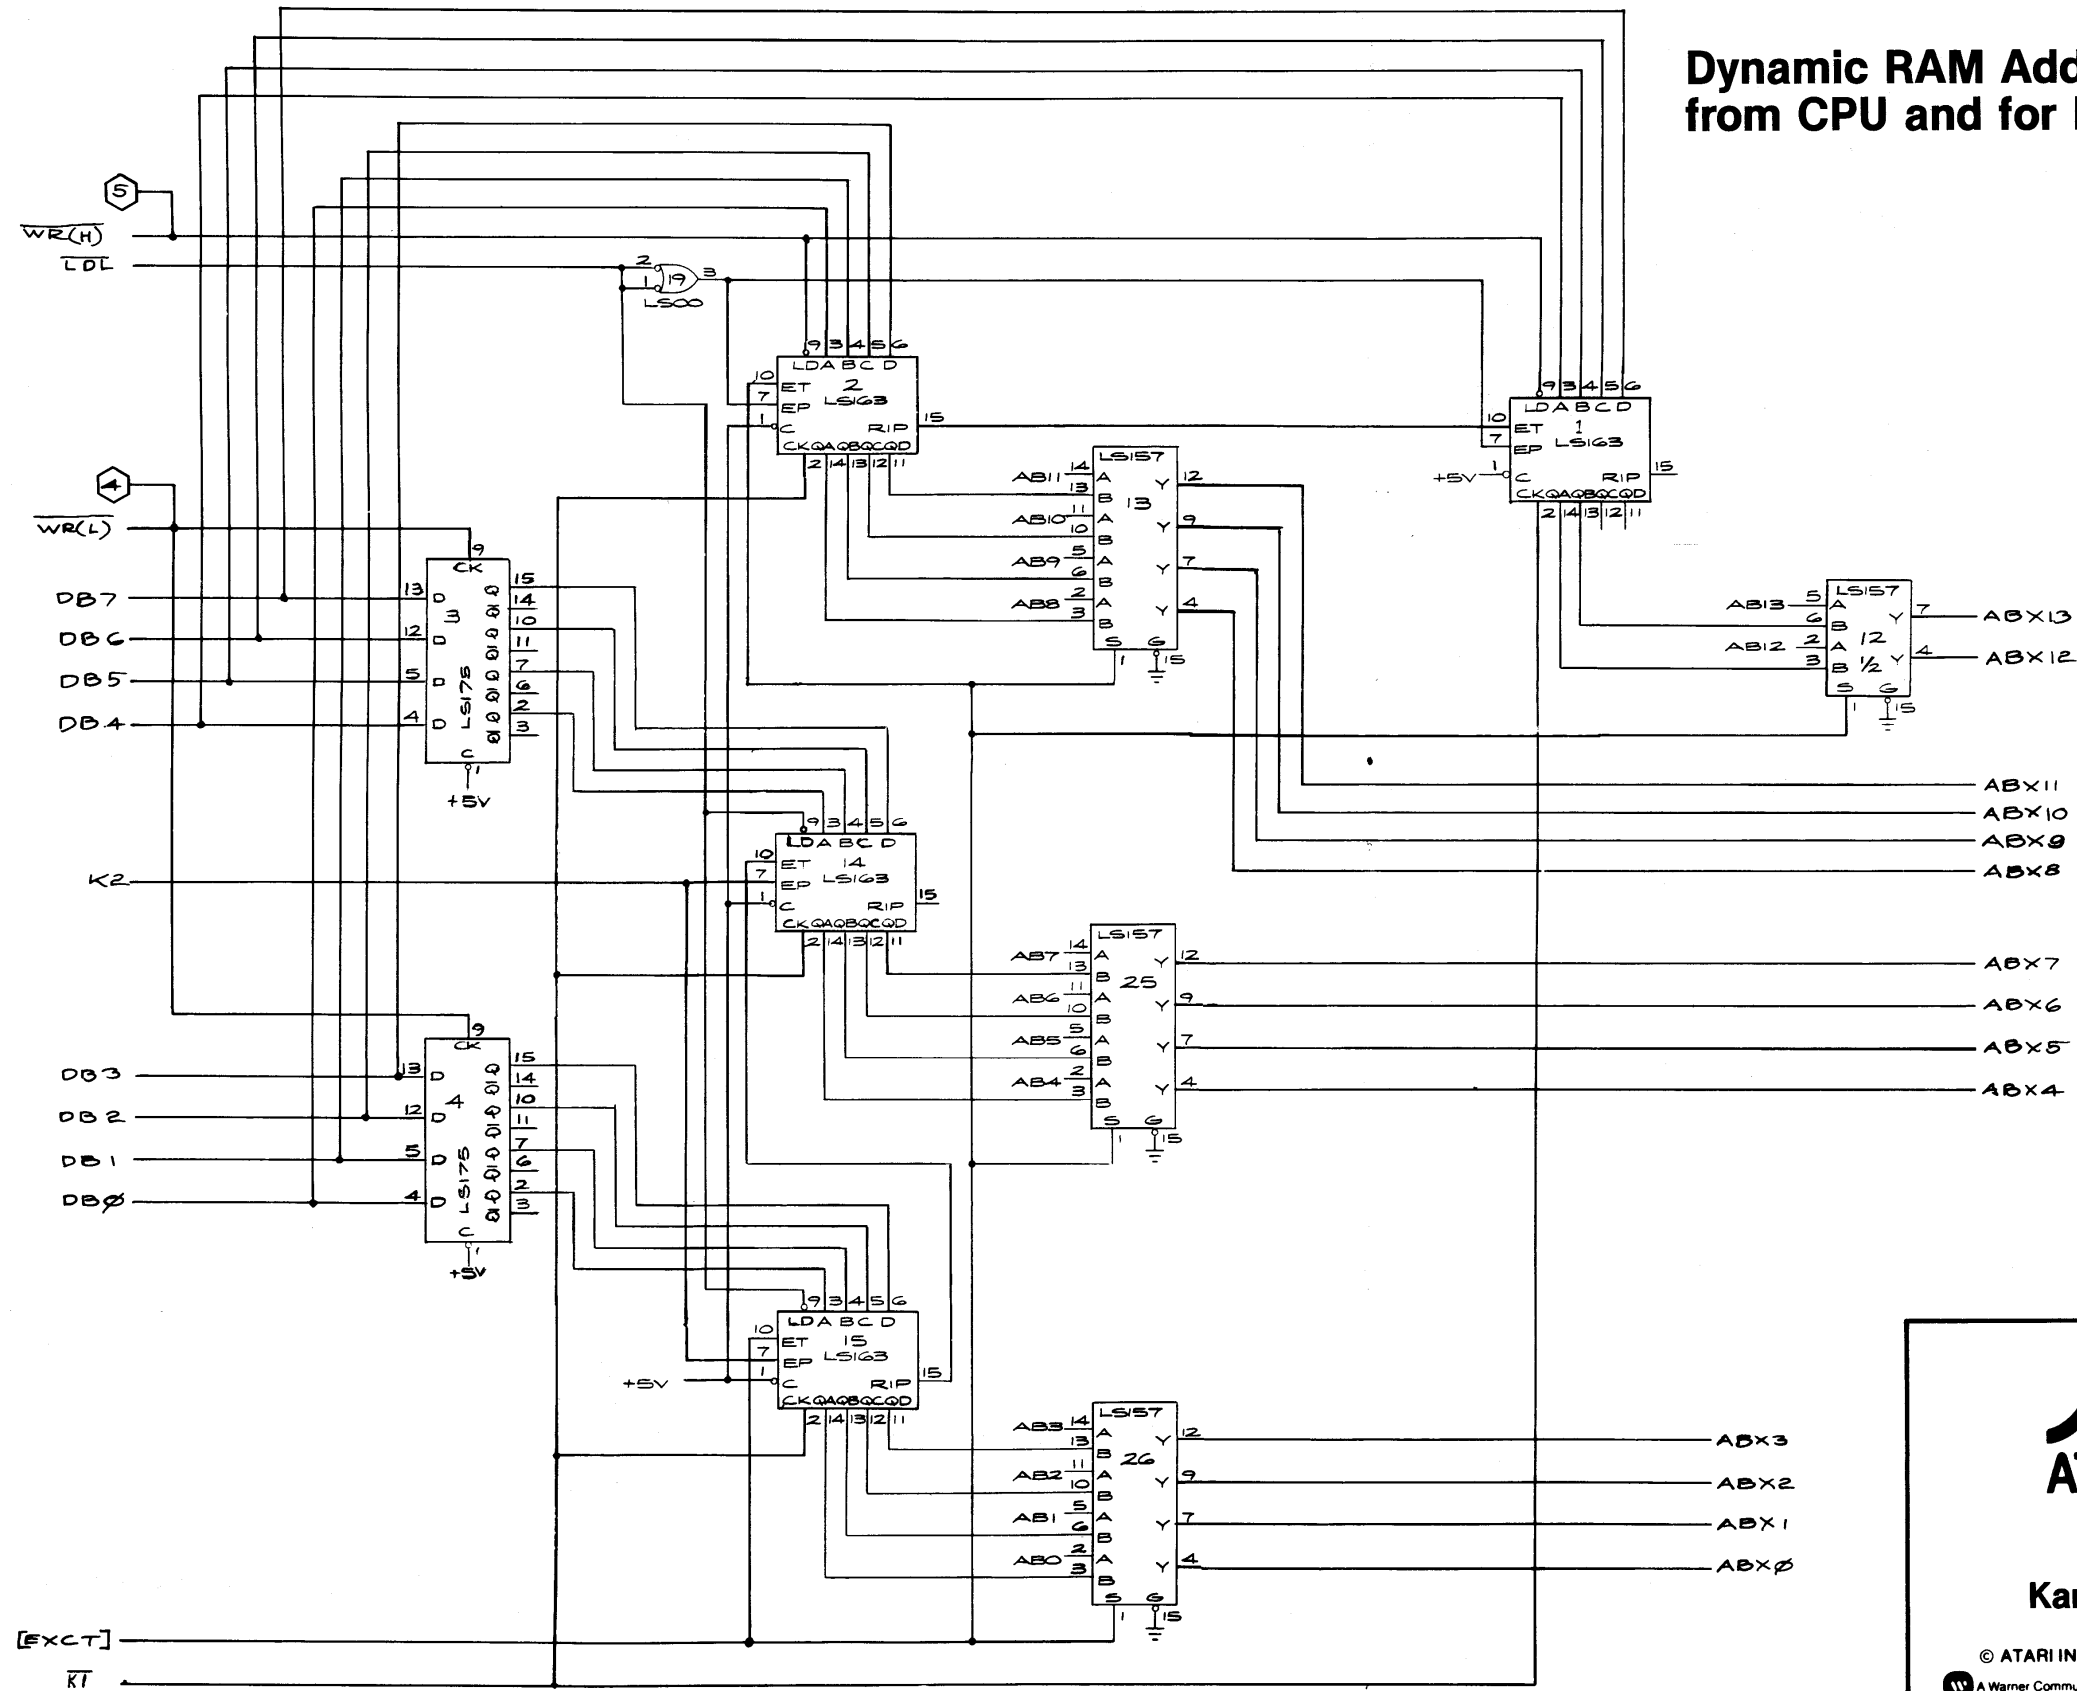 Dynamic RAM Add
from CPU and for
5
WR(H)
LDL
2
1
19
3
LS00
9 3 4 5 6
LD A B C D
10 ET 2
7 EP LS163
1 C RIP 15
CK QA QB QC QD
2 14 13 12 11
9 3 4 5 6
LD A B C D
10 ET 1
7 EP LS163
+5V 1 C RIP 15
CK QA QB QC QD
2 14 13 12 11
LS157
AB11 14 A Y 12
13 B 13
AB10 11 A Y 9
10 B
AB9 5 A Y 7
6 B
AB8 2 A Y 4
3 B
S G
1 15
4
WR(L)
9
CK
DB7 13 D Q 15
3 Q 14
DB6 12 D Q 10
Q 11
DB5 5 D Q 7
LS175 Q 6
DB4 4 D Q 2
Q 3
C
1
+5V
LS157
AB13 5 A Y 7 ABX13
6 B 12
AB12 2 A Y 4 ABX12
3 B 1/2
S G
1 15
ABX11
ABX10
ABX9
ABX8
9 3 4 5 6
LD A B C D
10 ET 14
K2 7 EP LS163
1 C RIP 15
CK QA QB QC QD
2 14 13 12 11
LS157
AB7 14 A Y 12 ABX7
13 B 25
AB6 11 A Y 9 ABX6
10 B
AB5 5 A Y 7 ABX5
6 B
AB4 2 A Y 4 ABX4
3 B
S G
1 15
9
CK
DB3 13 D Q 15
4 Q 14
DB2 12 D Q 10
Q 11
DB1 5 D Q 7
LS175 Q 6
DBØ 4 D Q 2
Q 3
C
1
+5V
9 3 4 5 6
LD A B C D
10 ET 15
7 EP LS163
+5V 1 C RIP 15
CK QA QB QC QD
2 14 13 12 11
LS157
AB3 14 A Y 12 ABX3
13 B 26
AB2 11 A Y 9 ABX2
10 B
AB1 5 A Y 7 ABX1
6 B
AB0 2 A Y 4 ABXØ
3 B
S G
1 15
[EXCT]
K1
AT
Kar
© ATARI IN
A Warner Commu